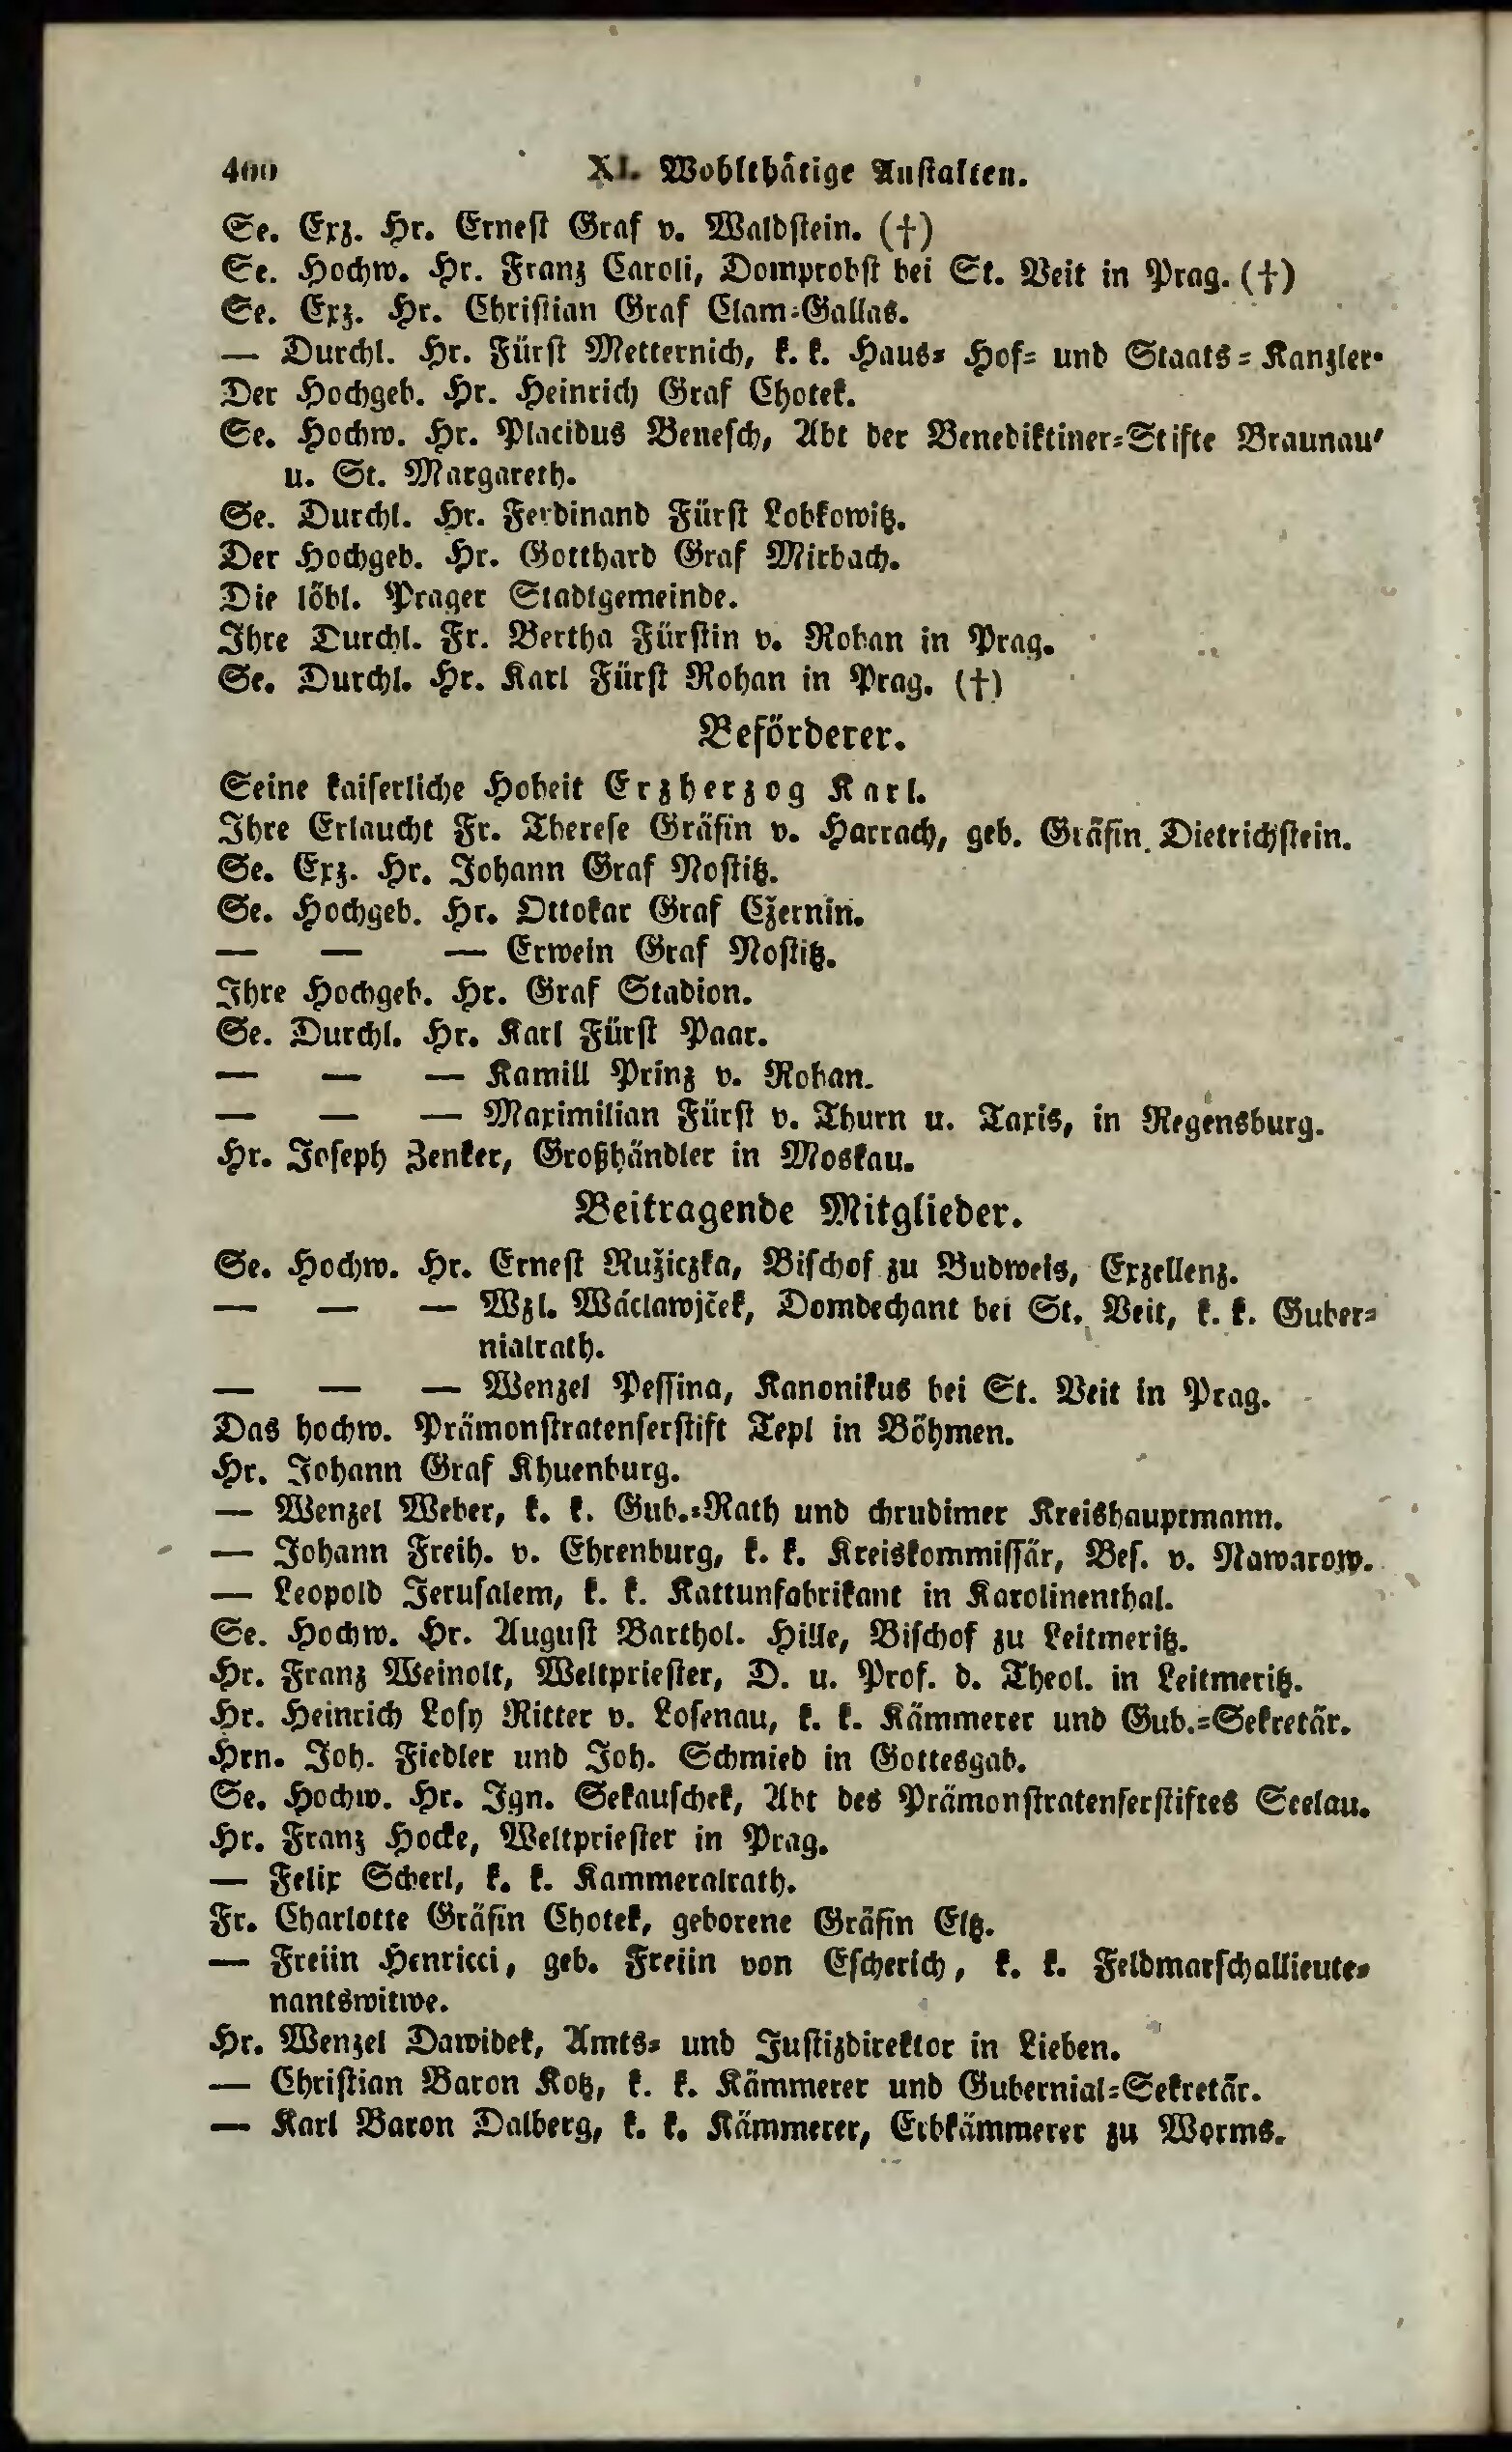 400 XI. Wohlthätige Anstalten.
Se. Exz. Hr. Ernest Graf v. Waldstein. (†)
Se. Hochw. Hr. Franz Caroli, Domprobst bei St. Veit in Prag. (†)
Se. Exz. Hr. Christian Graf Clam-Gallas.
— Durchl. Hr. Fürst Metternich, k. k. Haus- Hof- und Staats-Kanzler.
Der Hochgeb. Hr. Heinrich Graf Chotek.
Se. Hochw. Hr. Placidus Benesch, Abt der Benediktiner-Stifte Braunau
u. St. Margareth.
Se. Durchl. Hr. Ferdinand Fürst Lobkowitz.
Der Hochgeb. Hr. Gotthard Graf Mirbach.
Die löbl. Prager Stadtgemeinde.
Ihre Durchl. Fr. Bertha Fürstin v. Rohan in Prag.
Se. Durchl. Hr. Karl Fürst Rohan in Prag. (†)
Beförderer.
Seine kaiserliche Hoheit Erzherzog Karl.
Ihre Erlaucht Fr. Therese Gräfin v. Harrach, geb. Gräfin Dietrichstein.
Se. Exz. Hr. Johann Graf Nostitz.
Se. Hochgeb. Hr. Ottokar Graf Cžernin.
— — — Erwein Graf Nostitz.
Ihre Hochgeb. Hr. Graf Stadion.
Se. Durchl. Hr. Karl Fürst Paar.
— — — Kamill Prinz v. Rohan.
— — — Maximilian Fürst v. Thurn u. Taxis, in Regensburg.
Hr. Joseph Zenker, Großhändler in Moskau.
Beitragende Mitglieder.
Se. Hochw. Hr. Ernest Ružiczka, Bischof zu Budweis, Exzellenz.
— — — Wzl. Wáclawjček, Domdechant bei St. Veit, k. k. Guber-
nialrath.
— — — Wenzel Pessina, Kanonikus bei St. Veit in Prag.
Das hochw. Prämonstratenserstift Tepl in Böhmen.
Hr. Johann Graf Khuenburg.
— Wenzel Weber, k. k. Gub.-Rath und chrudimer Kreishauptmann.
— Johann Freih. v. Ehrenburg, k. k. Kreiskommissär, Bes. v. Nawarow.
— Leopold Jerusalem, k. k. Kattunfabrikant in Karolinenthal.
Se. Hochw. Hr. August Barthol. Hille, Bischof zu Leitmeritz.
Hr. Franz Weinolt, Weltpriester, D. u. Prof. d. Theol. in Leitmeritz.
Hr. Heinrich Losy Ritter v. Losenau, k. k. Kämmerer und Gub.-Sekretär.
Hrn. Joh. Fiedler und Joh. Schmied in Gottesgab.
Se. Hochw. Hr. Ign. Sekauschek, Abt des Prämonstratenserstiftes Seelau.
Hr. Franz Hocke, Weltpriester in Prag.
— Felix Scherl, k. k. Kammeralrath.
Fr. Charlotte Gräfin Chotek, geborene Gräfin Eltz.
— Freiin Henricci, geb. Freiin von Escherich, k. k. Feldmarschallieute-
nantswitwe.
Hr. Wenzel Dawidek, Amts- und Justizdirektor in Lieben.
— Christian Baron Kotz, k. k. Kämmerer und Gubernial-Sekretär.
— Karl Baron Dalberg, k. k. Kämmerer, Erbkämmerer zu Worms.